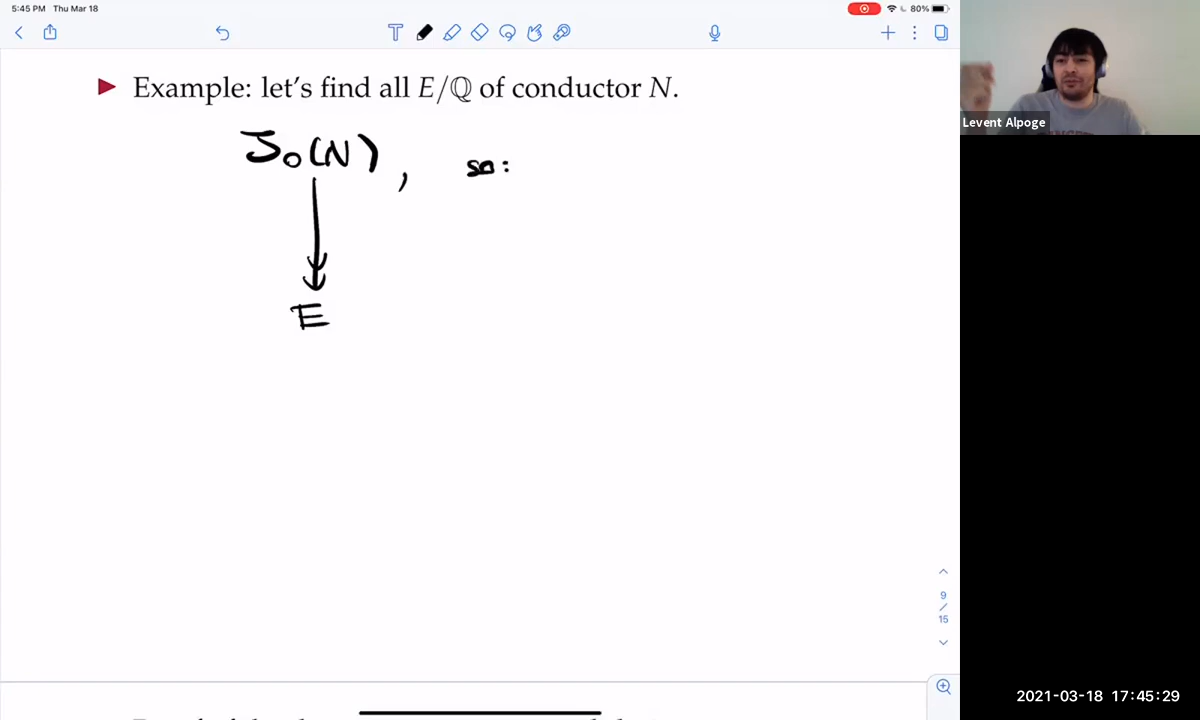 5:45 PM Thu Mar 18
80%
Example: let's find all E/ℚ of conductor N.
J₀(N), so:
E
Levent Alpoge
9
/
15
2021-03-18 17:45:29